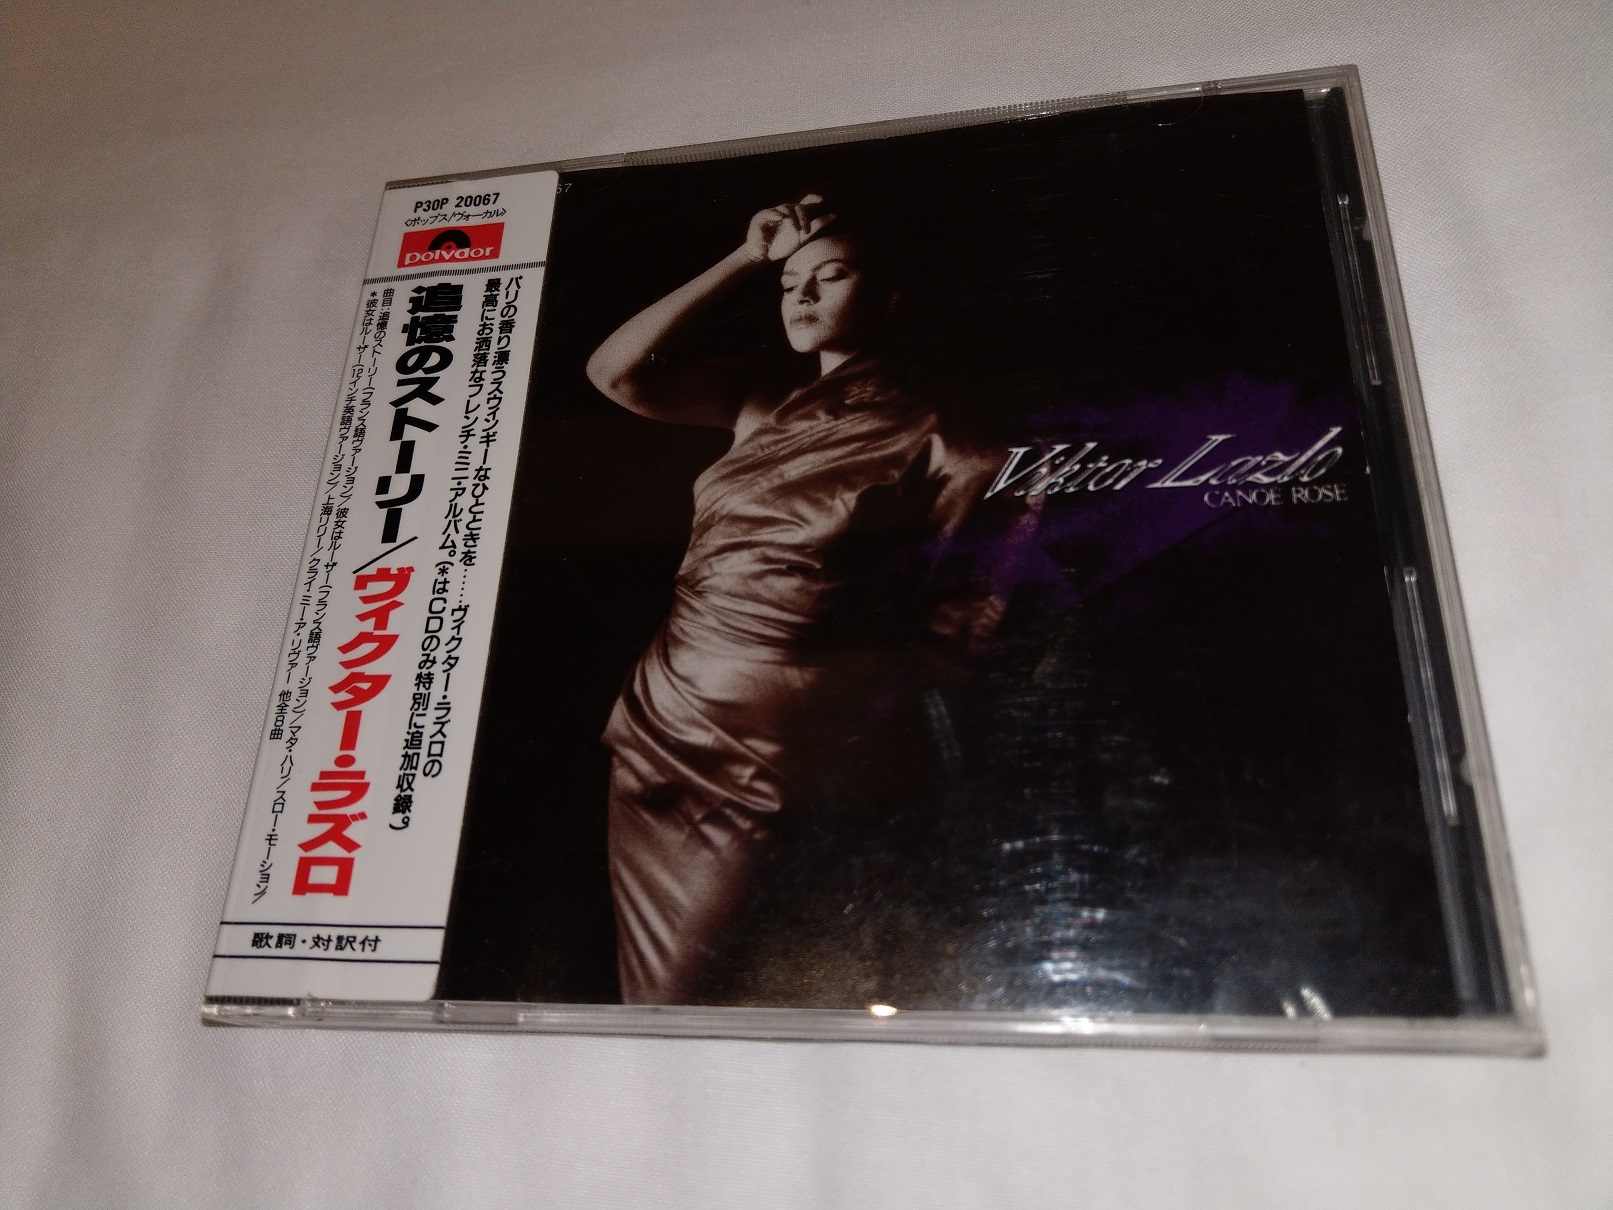 P30P 20067
〈ポップス/ヴォーカル〉
polydor
パリの香り漂うスウィンギーなひとときを……ヴィクター・ラズロの
最高にお洒落なフレンチ・ミニ・アルバム。(*はCDのみ特別に追加収録。)
追憶のストーリー/ヴィクター・ラズロ
曲目:追憶のストーリー(フランス語ヴァージョン)/彼女はルーザー(フランス語ヴァージョン)/マタ・ハリ/スロー・モーション/
*彼女はルーザー(12インチ英語ヴァージョン)/上海リリー/クライ・ミー・ア・リヴァー 他全8曲
歌詞・対訳付
67
Viktor Lazlo
CANOË ROSE